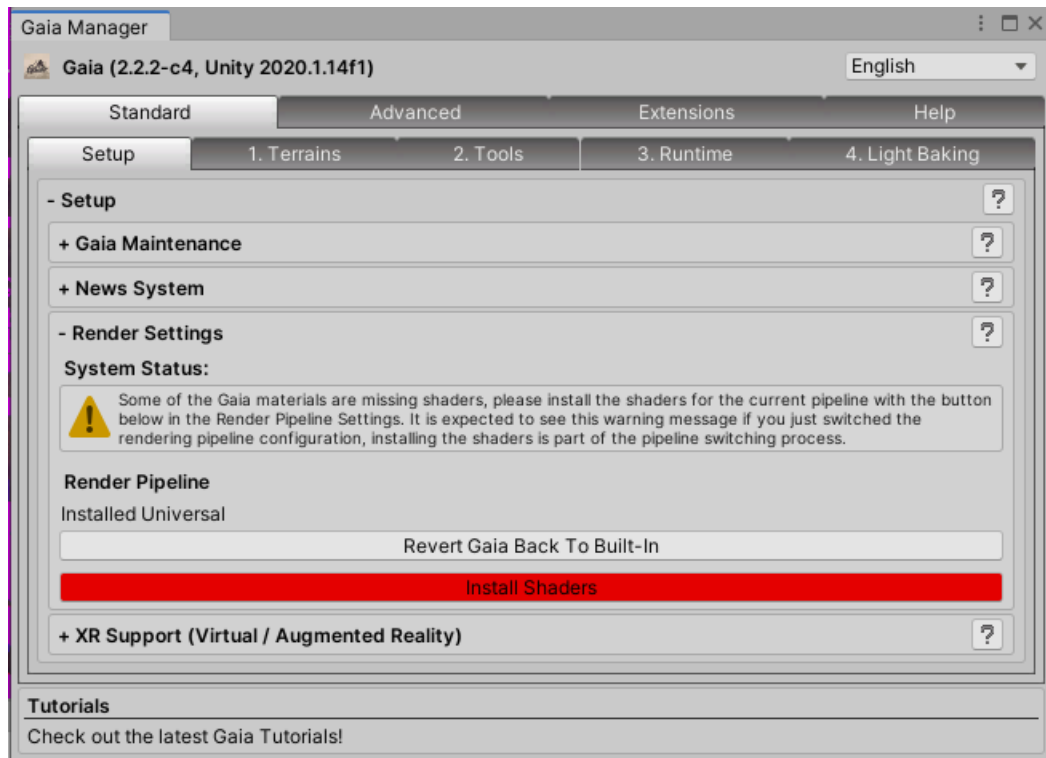 Gaia Manager
Gaia (2.2.2-c4, Unity 2020.1.14f1)
English
Standard
Advanced
Extensions
Help
Setup
1. Terrains
2. Tools
3. Runtime
4. Light Baking
- Setup
?
+ Gaia Maintenance
?
+ News System
?
- Render Settings
?
System Status:
Some of the Gaia materials are missing shaders, please install the shaders for the current pipeline with the button
below in the Render Pipeline Settings. It is expected to see this warning message if you just switched the
rendering pipeline configuration, installing the shaders is part of the pipeline switching process.
Render Pipeline
Installed Universal
Revert Gaia Back To Built-In
Install Shaders
+ XR Support (Virtual / Augmented Reality)
?
Tutorials
Check out the latest Gaia Tutorials!